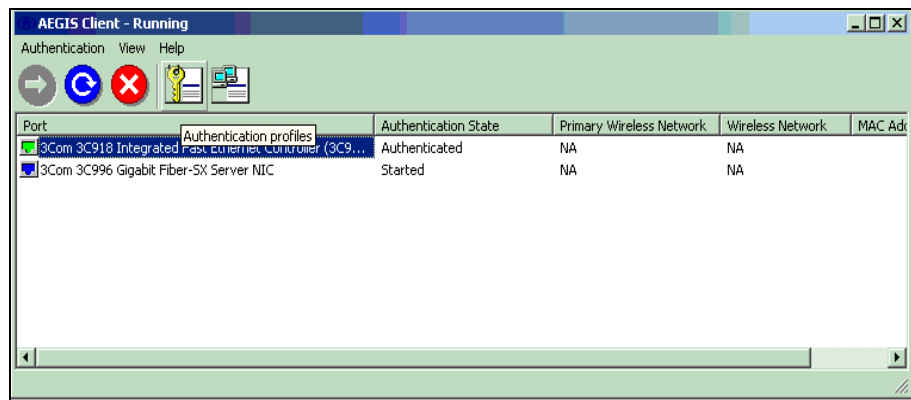 AEGIS Client - Running
Authentication View Help
Port Authentication State Primary Wireless Network Wireless Network MAC Add
Authentication profiles
3Com 3C918 Integrated Fast Ethernet Controller (3C9... Authenticated NA NA
3Com 3C996 Gigabit Fiber-SX Server NIC Started NA NA